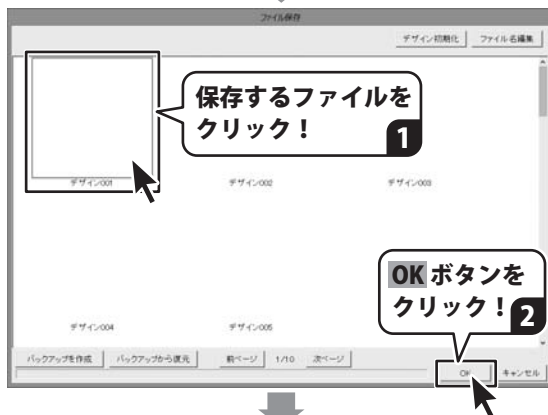 ファイル保存
デザイン初期化 ファイル名編集
保存するファイルを
クリック！
1
デザイン001 デザイン002 デザイン003
OK ボタンを
クリック！
2
デザイン004 デザイン005
バックアップを作成 バックアップから復元 前ページ 1/10 次ページ
OK キャンセル